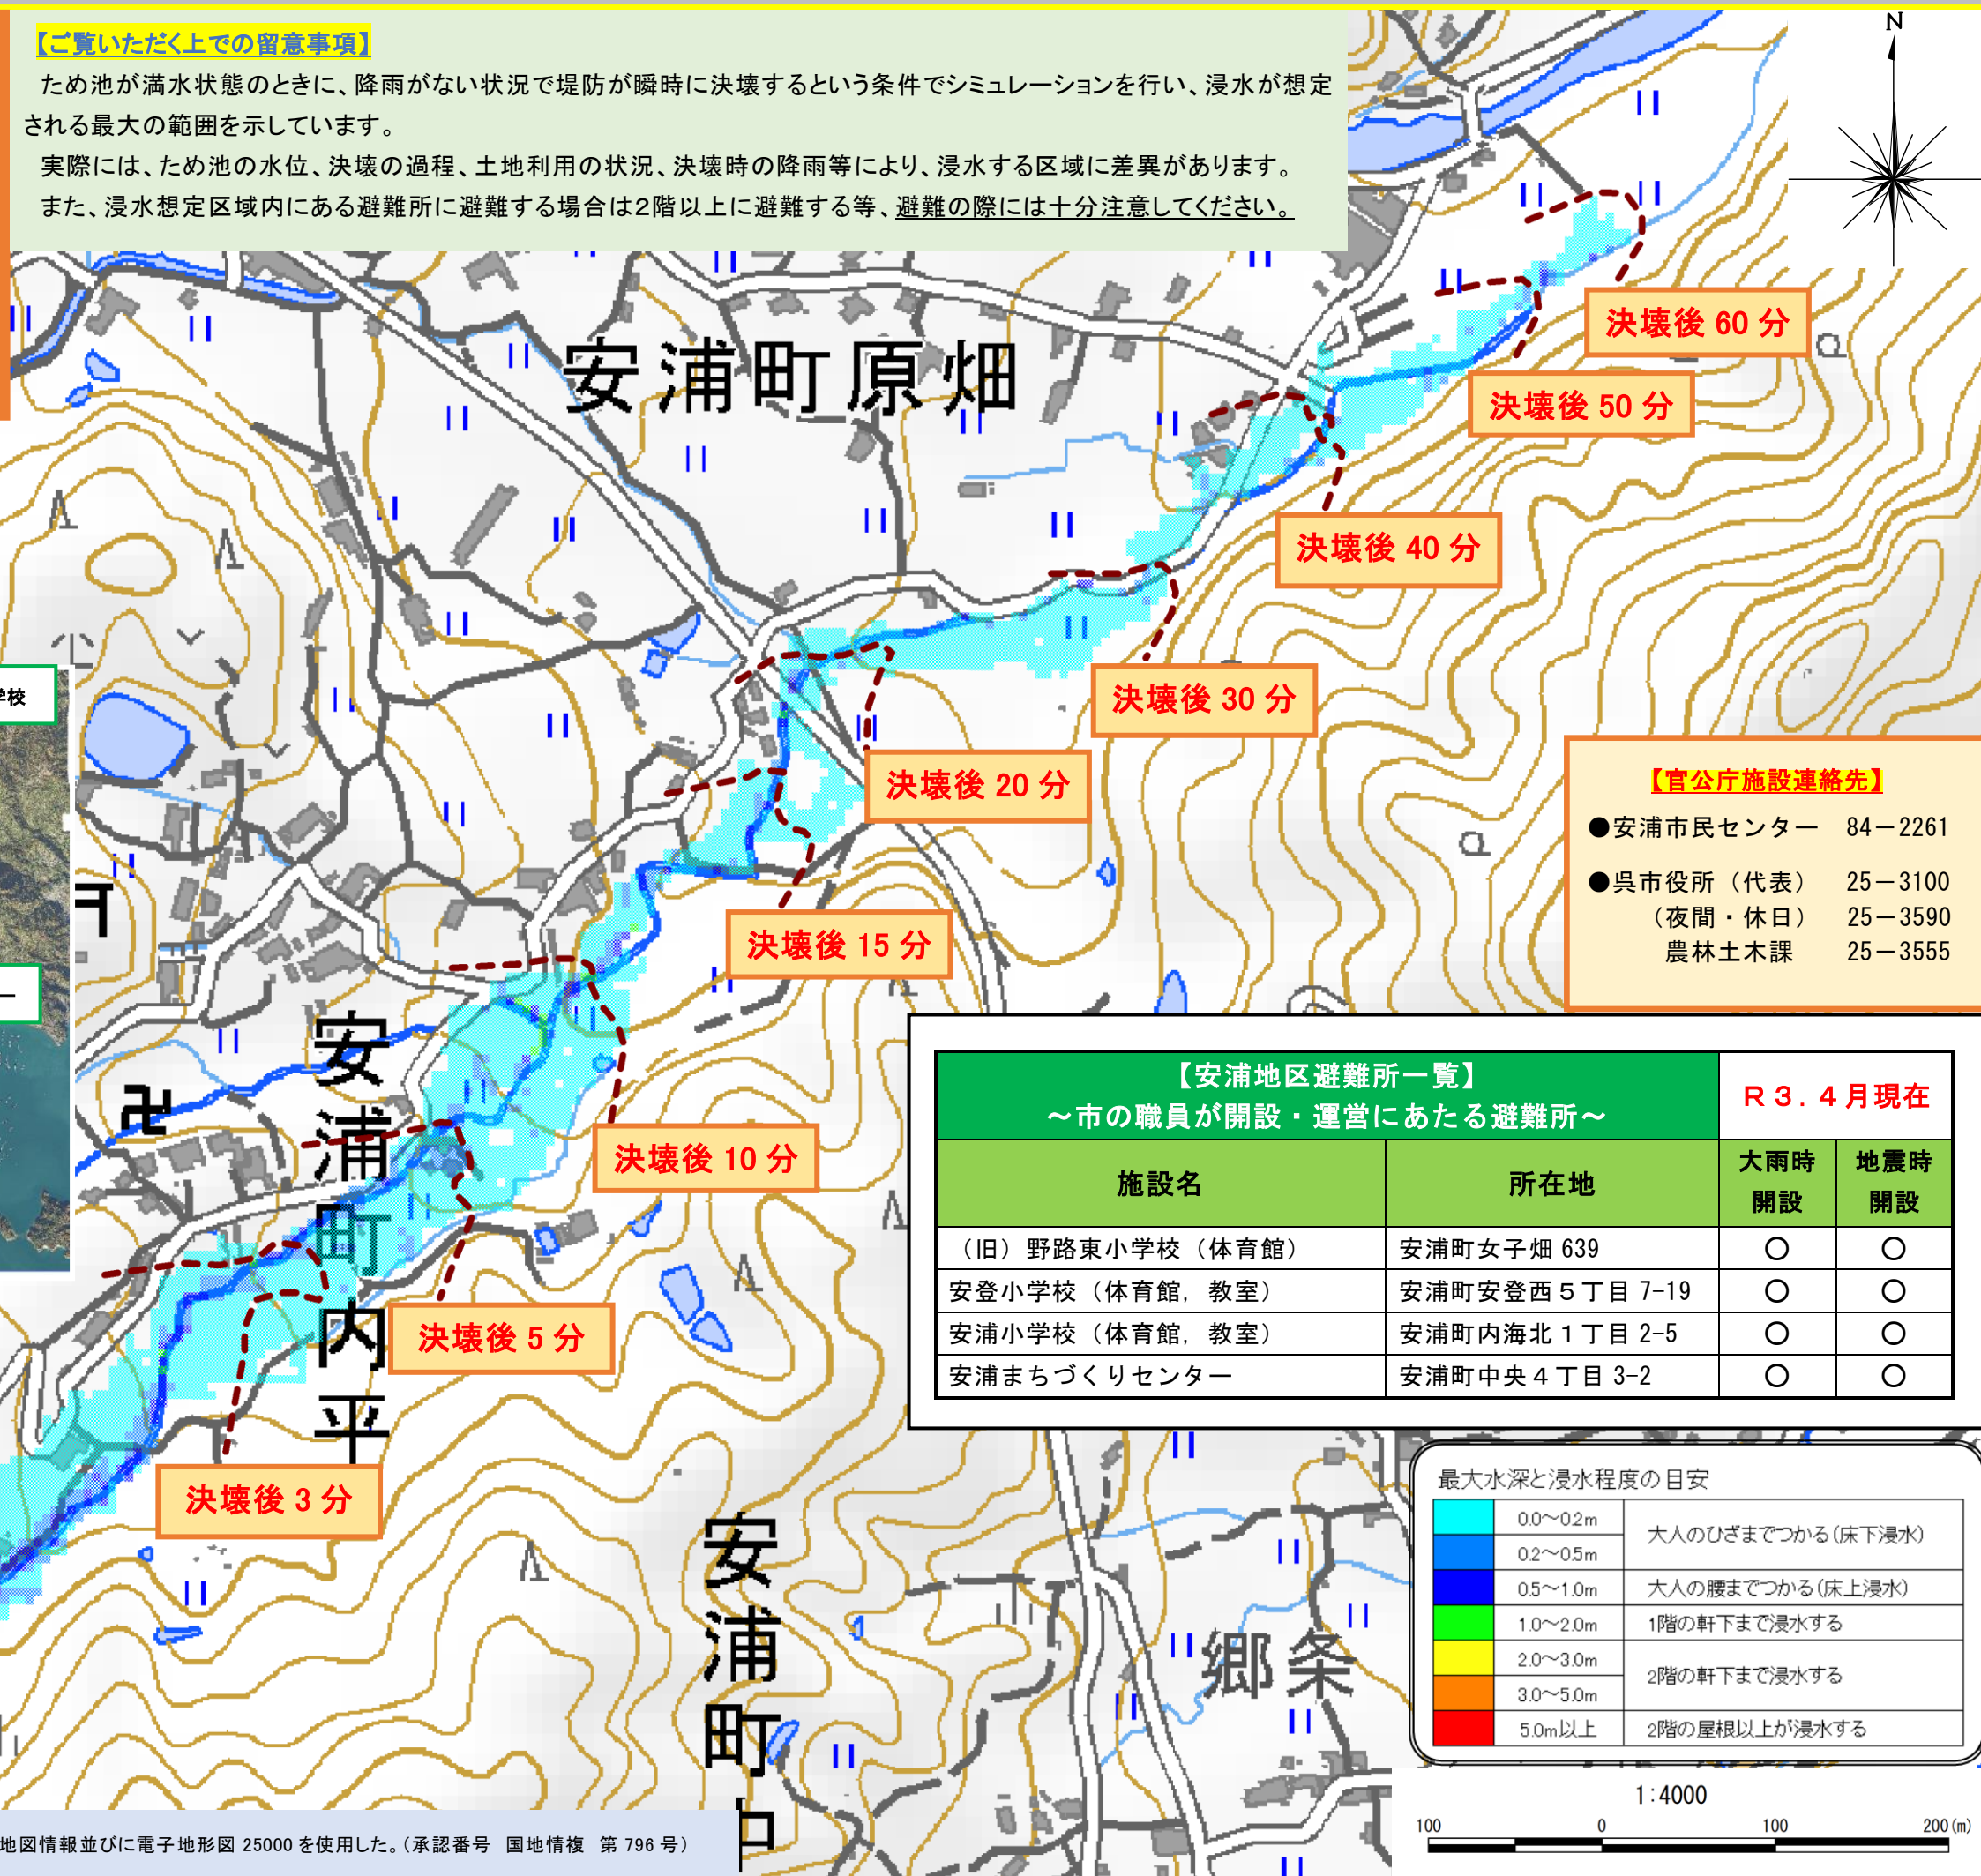 【ご覧いただく上での留意事項】
ため池が満水状態のときに、降雨がない状況で堤防が瞬時に決壊するという条件でシミュレーションを行い、浸水が想定
される最大の範囲を示しています。
実際には、ため池の水位、決壊の過程、土地利用の状況、決壊時の降雨等により、浸水する区域に差異があります。
また、浸水想定区域内にある避難所に避難する場合は2階以上に避難する等、避難の際には十分注意してください。
N
安浦町原畑
決壊後 60 分
決壊後 50 分
決壊後 40 分
決壊後 30 分
決壊後 20 分
決壊後 15 分
決壊後 10 分
決壊後 5 分
決壊後 3 分
校
安浦町内平
安浦町中
郷条
【官公庁施設連絡先】
●安浦市民センター 84－2261
●呉市役所（代表） 25－3100
（夜間・休日） 25－3590
農林土木課 25－3555
【安浦地区避難所一覧】
～市の職員が開設・運営にあたる避難所～
R３．４月現在
施設名 所在地 大雨時開設 地震時開設
（旧）野路東小学校（体育館） 安浦町女子畑 639 〇 〇
安登小学校（体育館，教室） 安浦町安登西５丁目 7-19 〇 〇
安浦小学校（体育館，教室） 安浦町内海北１丁目 2-5 〇 〇
安浦まちづくりセンター 安浦町中央４丁目 3-2 〇 〇
最大水深と浸水程度の目安
0.0～0.2m 大人のひざまでつかる(床下浸水)
0.2～0.5m
0.5～1.0m 大人の腰までつかる(床上浸水)
1.0～2.0m 1階の軒下まで浸水する
2.0～3.0m 2階の軒下まで浸水する
3.0～5.0m
5.0m以上 2階の屋根以上が浸水する
1:4000
100 0 100 200(m)
地図情報並びに電子地形図 25000 を使用した。（承認番号 国地情複 第 796 号）